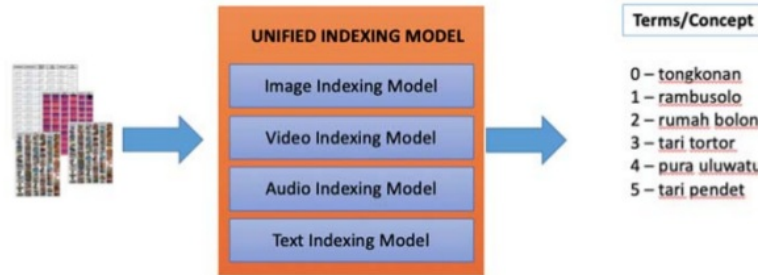 UNIFIED INDEXING MODEL
Image Indexing Model
Video Indexing Model
Audio Indexing Model
Text Indexing Model
Terms/Concept
0 – tongkonan
1 – rambusolo
2 – rumah bolon
3 – tari tortor
4 – pura uluwatu
5 – tari pendet